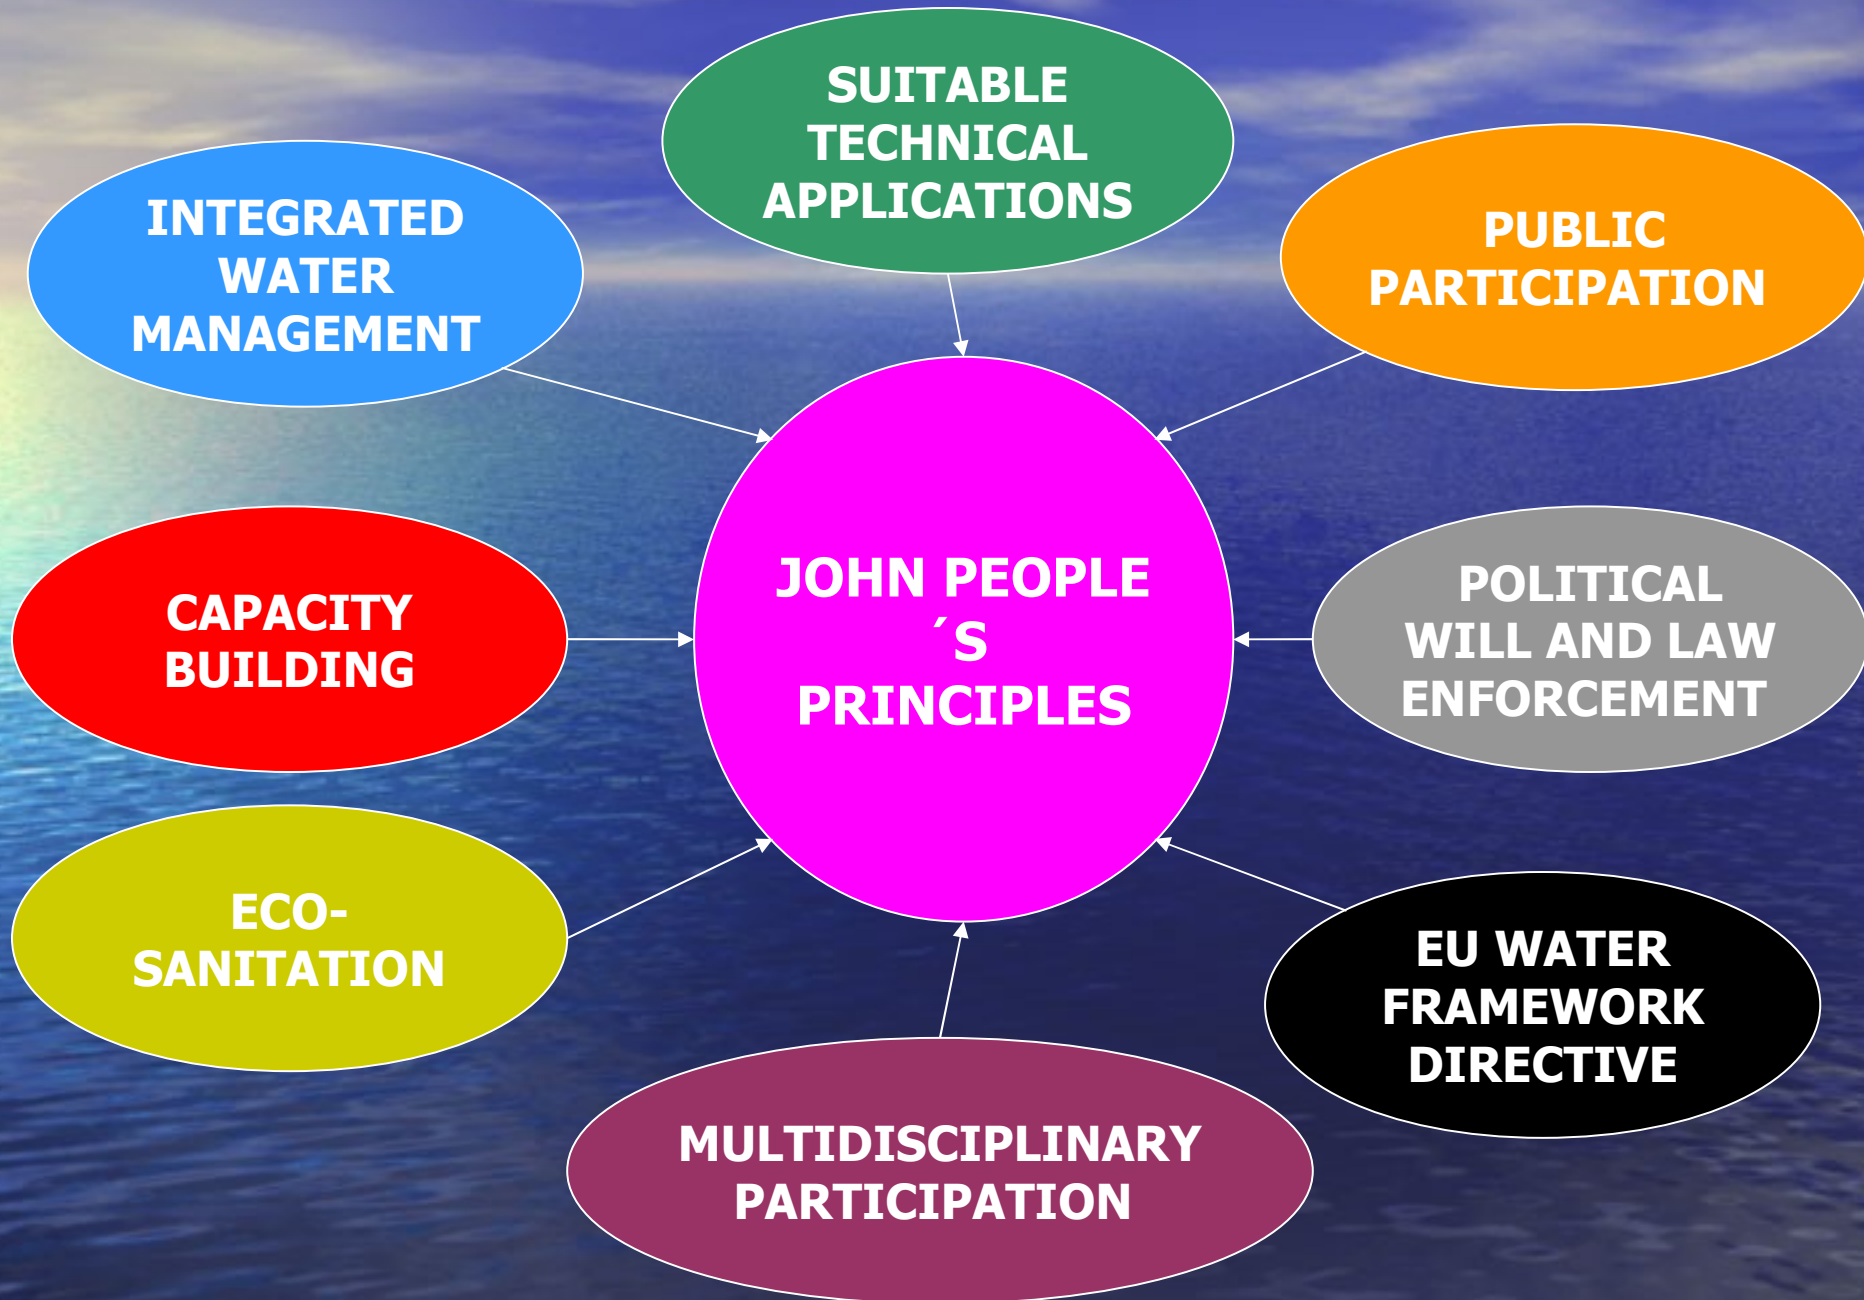 SUITABLE
TECHNICAL
APPLICATIONS
INTEGRATED
WATER
MANAGEMENT
PUBLIC
PARTICIPATION
JOHN PEOPLE
´S
PRINCIPLES
CAPACITY
BUILDING
POLITICAL
WILL AND LAW
ENFORCEMENT
ECO-
SANITATION
EU WATER
FRAMEWORK
DIRECTIVE
MULTIDISCIPLINARY
PARTICIPATION